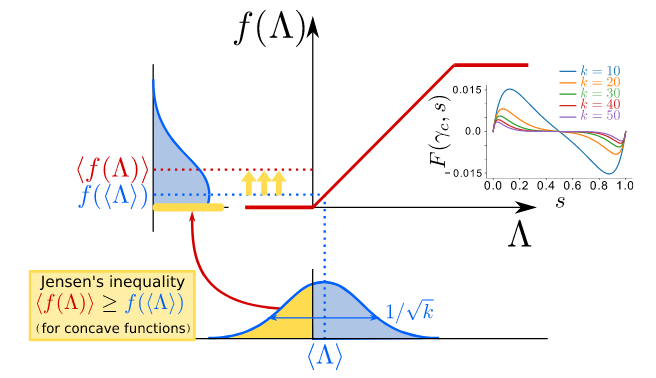 f(Λ)
k = 10
k = 20
k = 30
k = 40
k = 50
F(γc, s)
0.015
0.0
−0.015
0.0 0.2 0.4 0.6 0.8 1.0
s
⟨f(Λ)⟩
f(⟨Λ⟩)
Λ
Jensen's inequality
⟨f(Λ)⟩ ≥ f(⟨Λ⟩)
(for concave functions)
1/√k
⟨Λ⟩